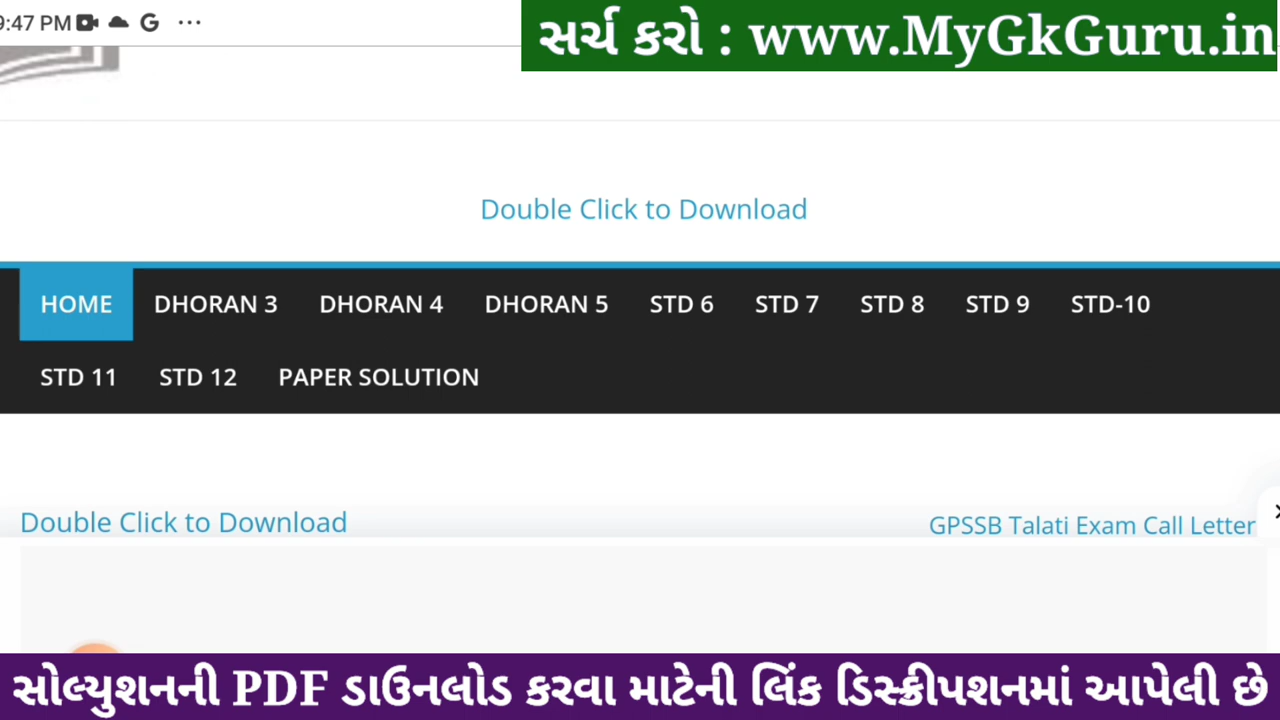 9:47 PM
સર્ચ કરો : www.MyGkGuru.in
Double Click to Download
HOME DHORAN 3 DHORAN 4 DHORAN 5 STD 6 STD 7 STD 8 STD 9 STD-10
STD 11 STD 12 PAPER SOLUTION
Double Click to Download
GPSSB Talati Exam Call Letter
સોલ્યુશનની PDF ડાઉનલોડ કરવા માટેની લિંક ડિસ્ક્રીપશનમાં આપેલી છે